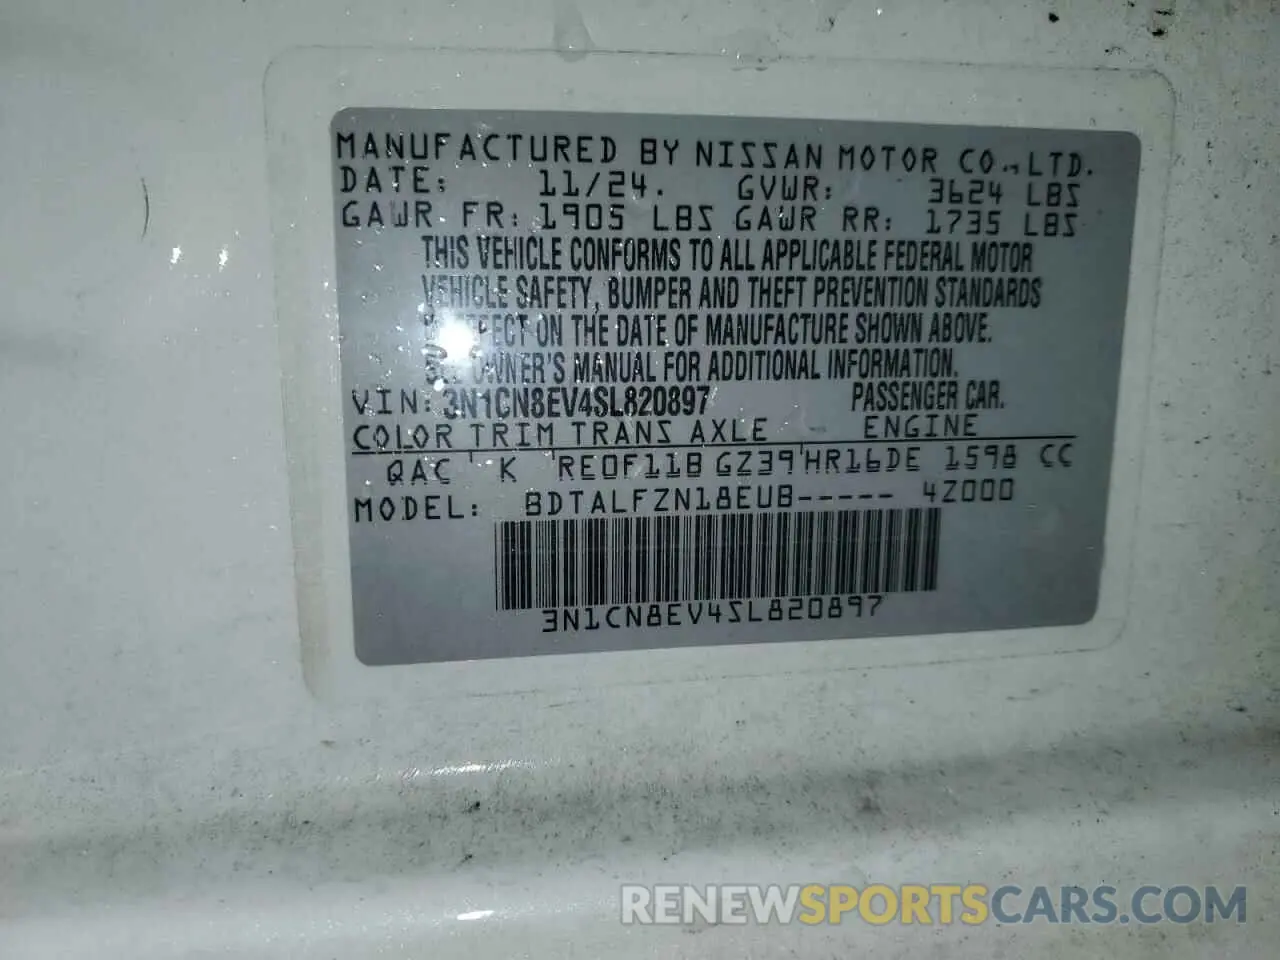 MANUFACTURED BY NISSAN MOTOR CO., LTD.
DATE: 11/24. GVWR: 3624 LBS
GAWR FR: 1905 LBS GAWR RR: 1735 LBS
THIS VEHICLE CONFORMS TO ALL APPLICABLE FEDERAL MOTOR
VEHICLE SAFETY, BUMPER AND THEFT PREVENTION STANDARDS
ON THE DATE OF MANUFACTURE SHOWN ABOVE.
OWNER'S MANUAL FOR ADDITIONAL INFORMATION.
VIN: 3N1CN8EV4SL820897 PASSENGER CAR.
COLOR TRIM TRANS AXLE ENGINE
QAC K RE0F11B GZ39 HR16DE 1598 CC
MODEL: BDTALFZN18EUB----- 4Z000
3N1CN8EV4SL820897
RENEWSPORTSCARS.COM